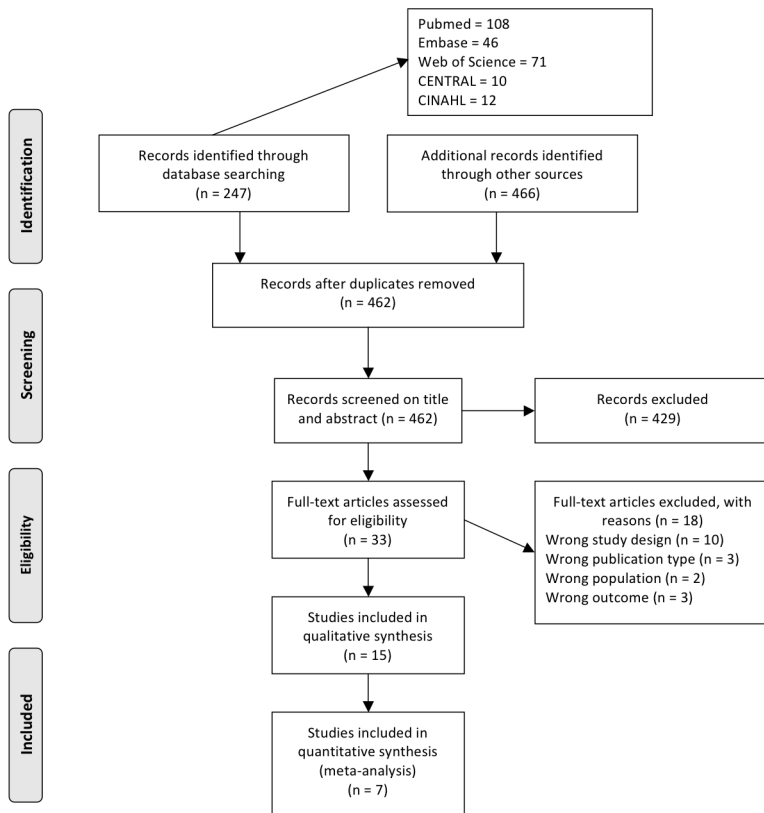 Pubmed = 108
Embase = 46
Web of Science = 71
CENTRAL = 10
CINAHL = 12
Identification
Records identified through
database searching
(n = 247)
Additional records identified
through other sources
(n = 466)
Records after duplicates removed
(n = 462)
Screening
Records screened on title
and abstract (n = 462)
Records excluded
(n = 429)
Eligibility
Full-text articles assessed
for eligibility
(n = 33)
Full-text articles excluded, with
reasons (n = 18)
Wrong study design (n = 10)
Wrong publication type (n = 3)
Wrong population (n = 2)
Wrong outcome (n = 3)
Studies included in
qualitative synthesis
(n = 15)
Included
Studies included in
quantitative synthesis
(meta-analysis)
(n = 7)